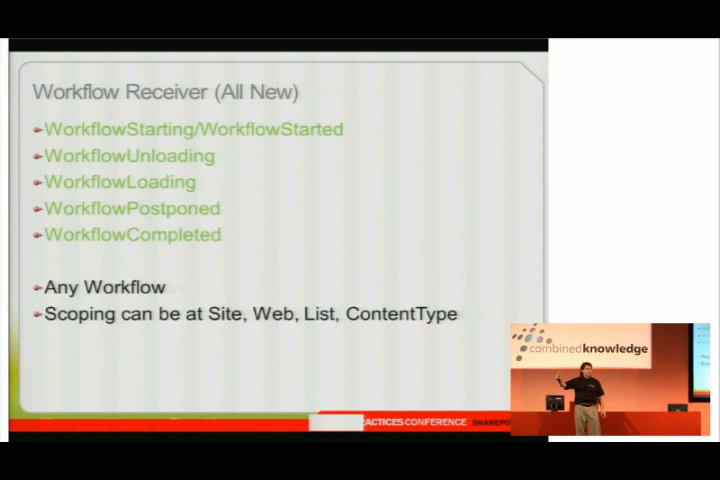 Workflow Receiver (All New)
WorkflowStarting/WorkflowStarted
WorkflowUnloading
WorkflowLoading
WorkflowPostponed
WorkflowCompleted
Any Workflow
Scoping can be at Site, Web, List, ContentType
combinedknowledge
CONFERENCE